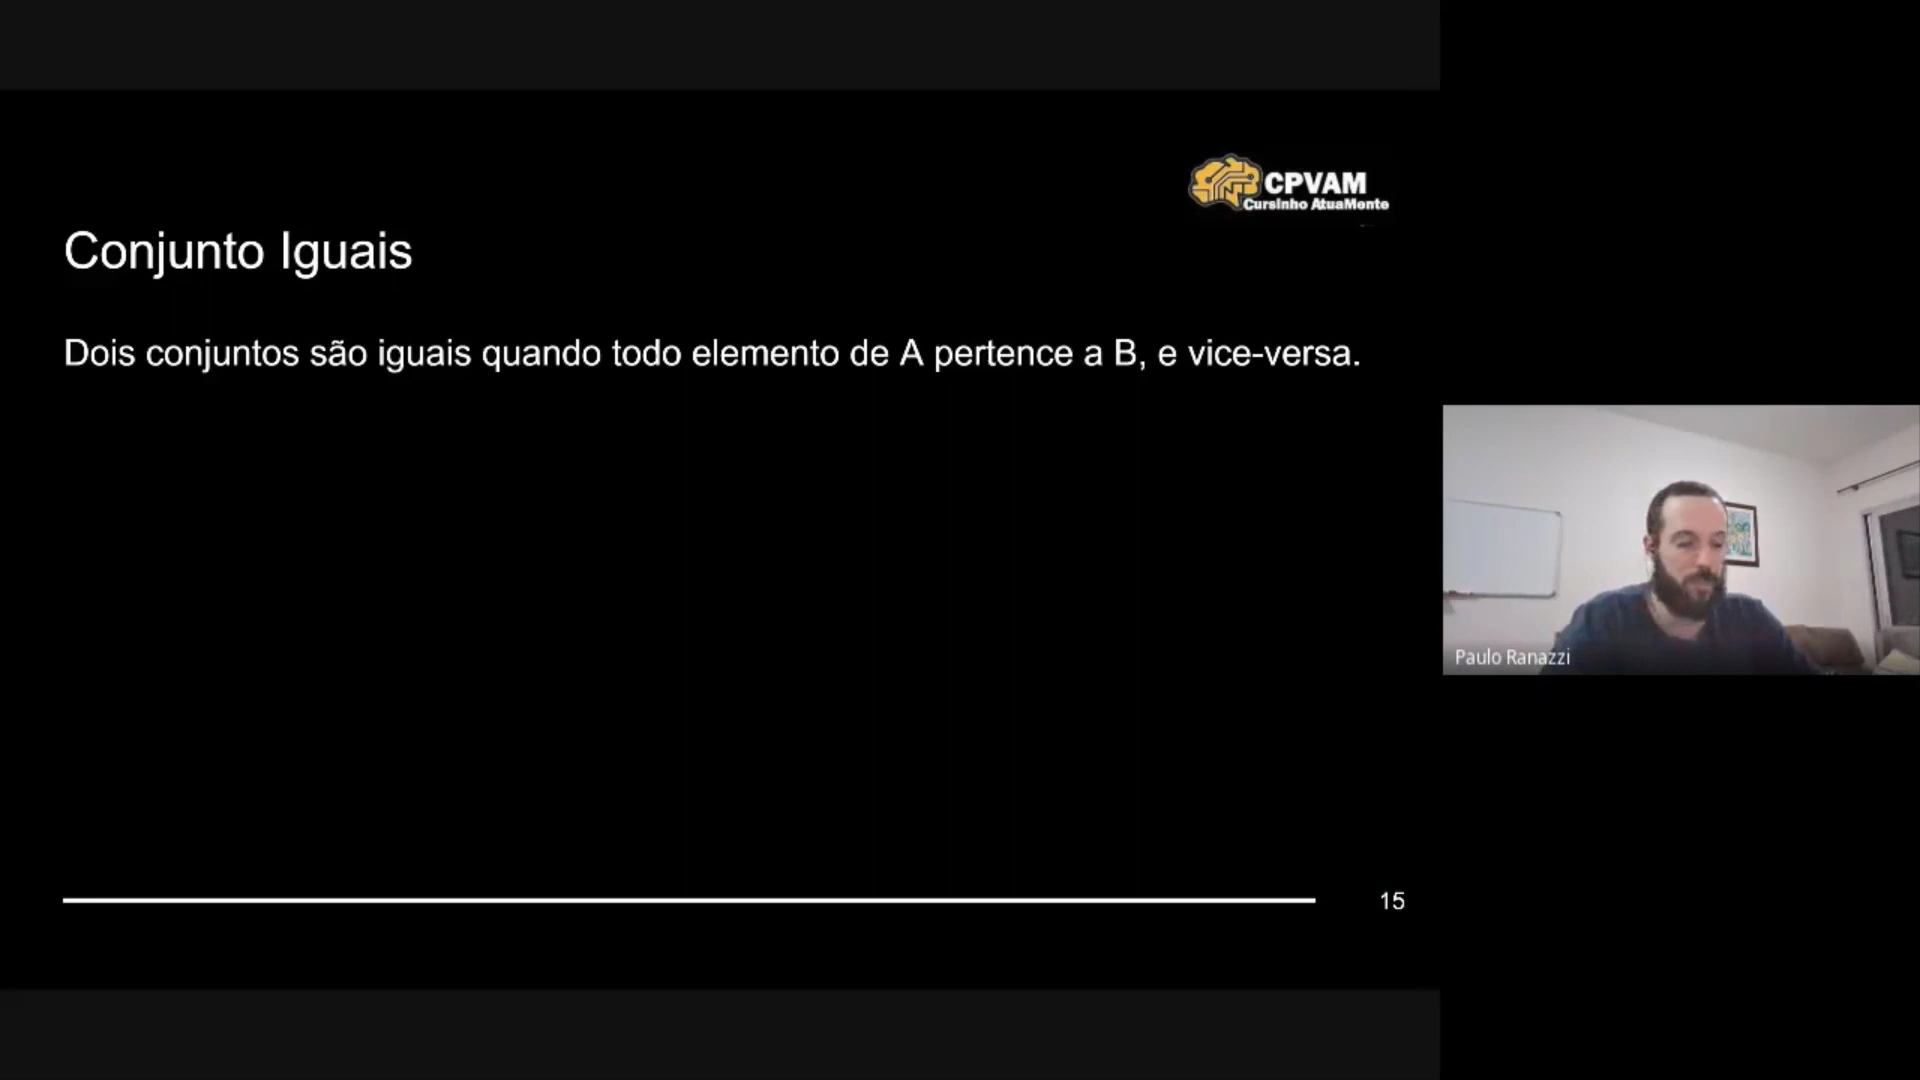 CPVAM
Cursinho AtuaMente
Conjunto Iguais
Dois conjuntos são iguais quando todo elemento de A pertence a B, e vice-versa.
Paulo Ranazzi
15